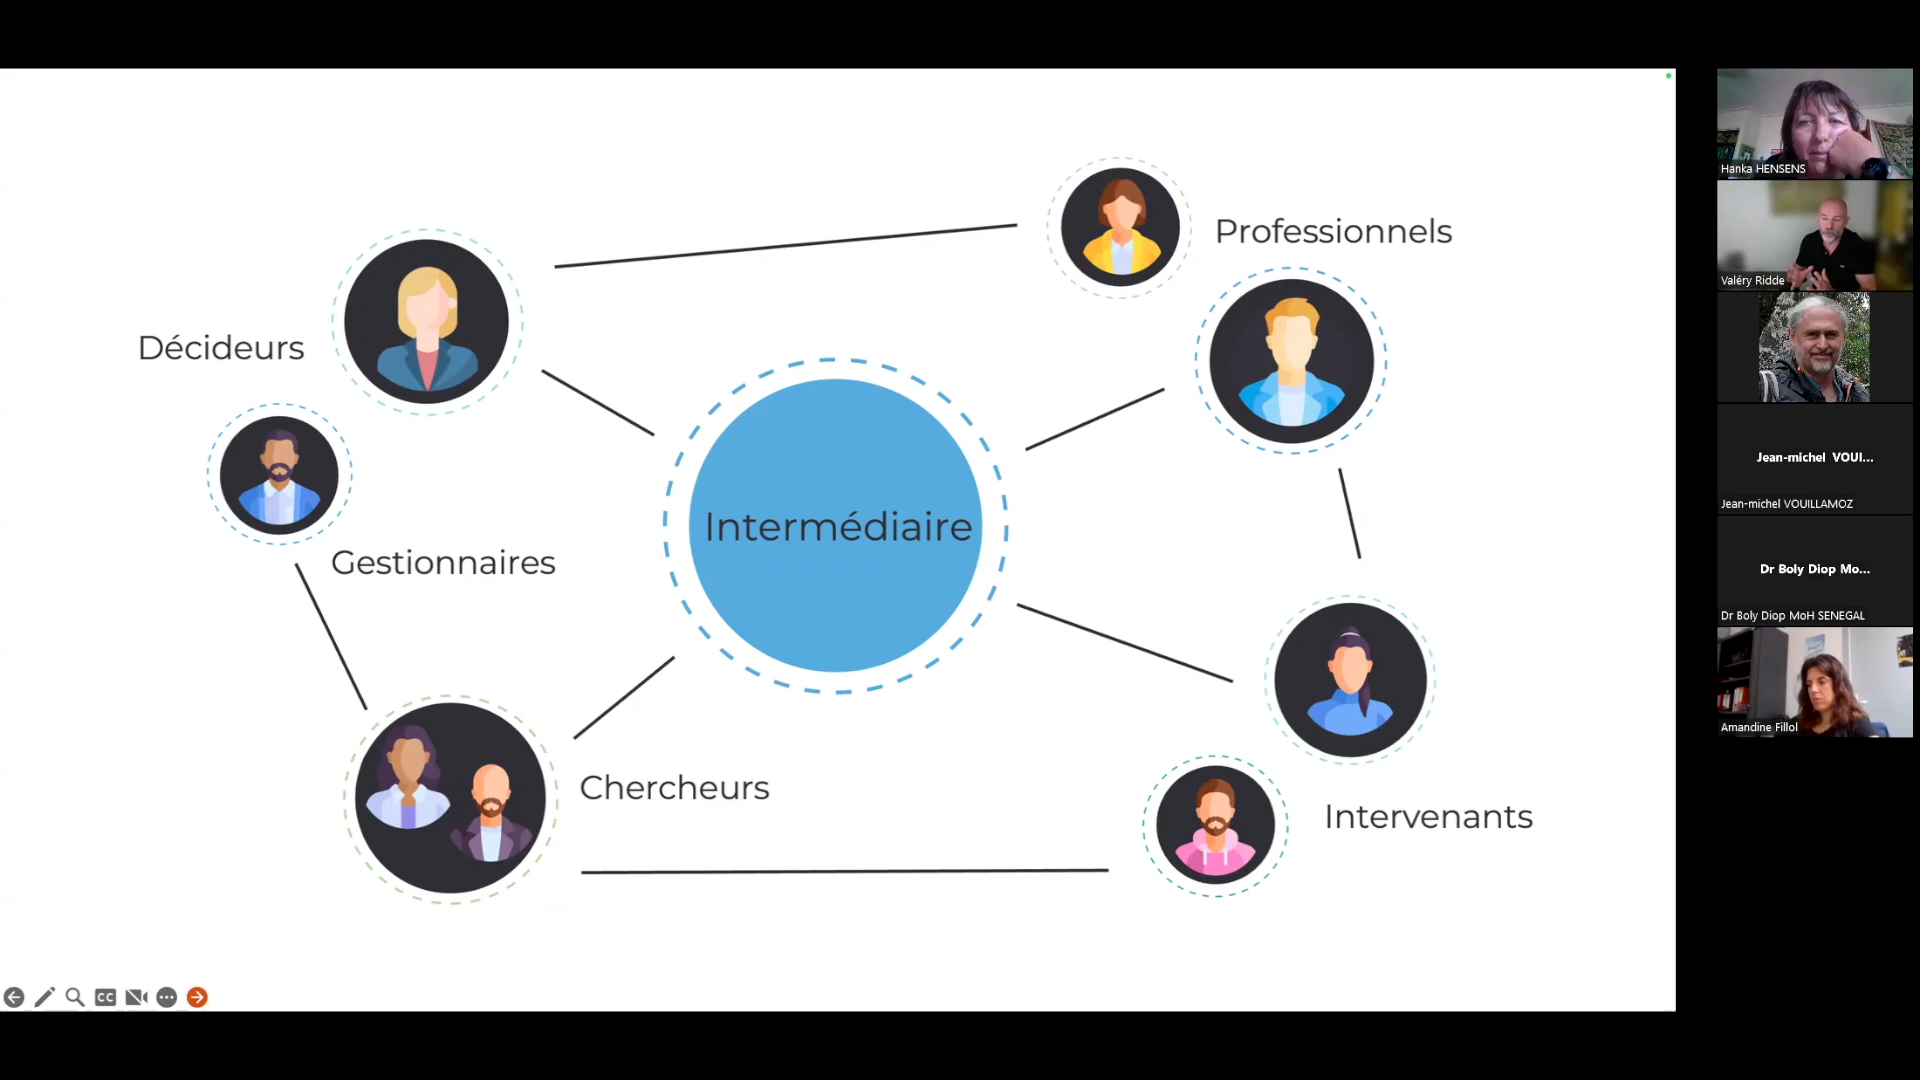 Professionnels
Décideurs
Intermédiaire
Gestionnaires
Chercheurs
Intervenants
CC
Hanka HENSENS
Valéry Ridde
Jean-michel VOUI...
Jean-michel VOUILLAMOZ
Dr Boly Diop Mo...
Dr Boly Diop MoH SENEGAL
Amandine Fillol